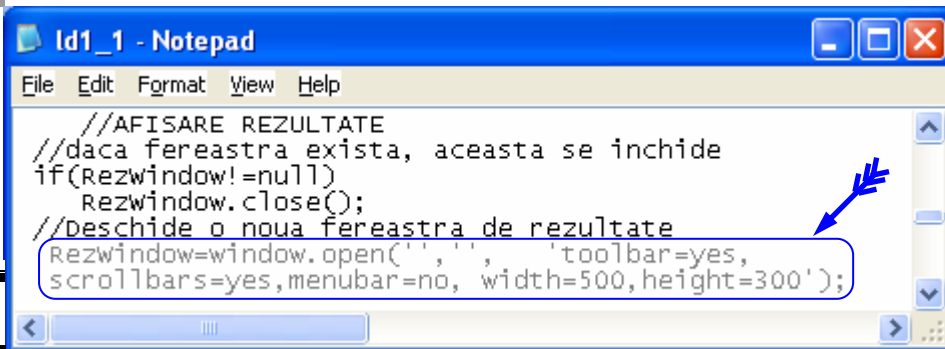 ld1_1 - Notepad
File Edit Format View Help
//AFISARE REZULTATE
//daca fereastra exista, aceasta se inchide
if(RezWindow!=null)
RezWindow.close();
//Deschide o noua fereastra de rezultate
RezWindow=window.open('','', 'toolbar=yes,
scrollbars=yes,menubar=no, width=500,height=300');